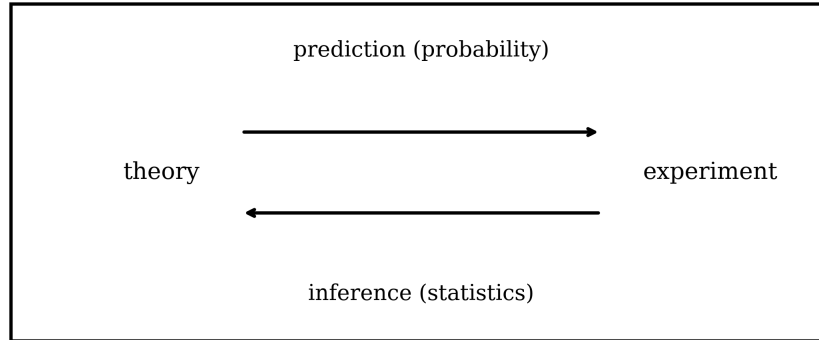 prediction (probability)
theory
experiment
inference (statistics)